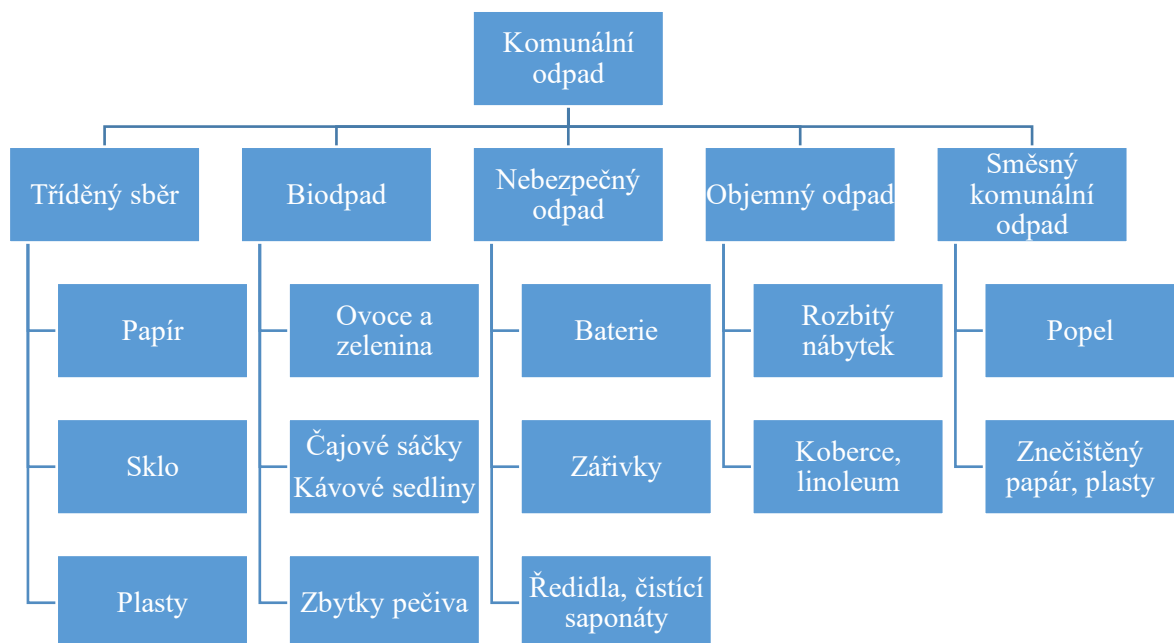 Komunální
odpad
Tříděný sběr
Biodpad
Nebezpečný
odpad
Objemný odpad
Směsný
komunální
odpad
Papír
Ovoce a
zelenina
Baterie
Rozbitý
nábytek
Popel
Sklo
Čajové sáčky
Kávové sedliny
Zářivky
Koberce,
linoleum
Znečištěný
papár, plasty
Plasty
Zbytky pečiva
Ředidla, čistící
saponáty